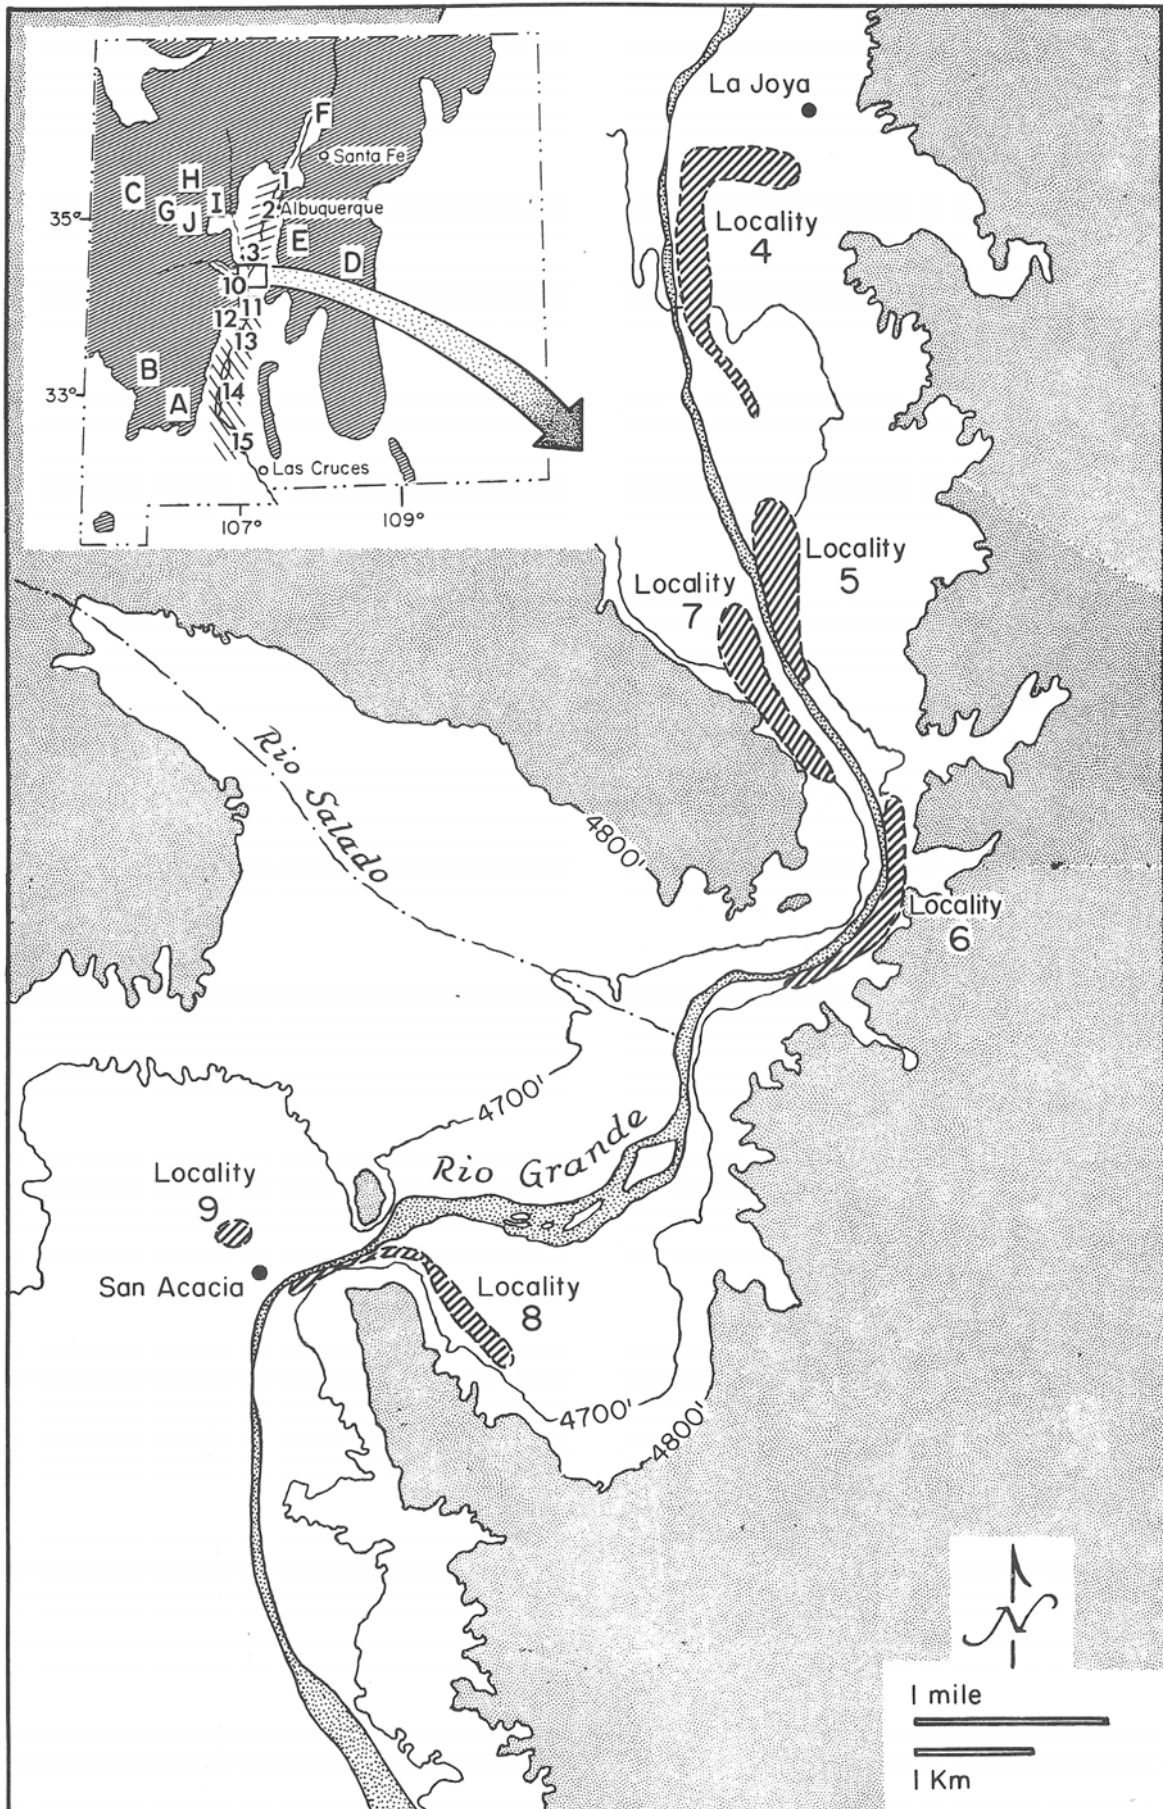 F
Santa Fe
H
1
C
I
G
2
Albuquerque
J
35°
E
3
D
10
11
12
13
B
33°
14
A
15
Las Cruces
107°
109°
La Joya
Locality
4
Locality
5
Locality
7
Rio Salado
4800'
Locality
6
4700'
Rio Grande
Locality
9
San Acacia
Locality
8
4700'
4800'
N
1 mile
1 Km